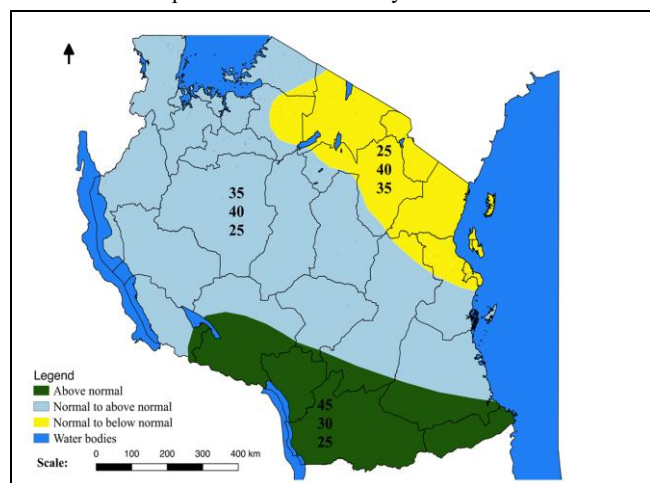 25
40
35
35
40
25
45
30
25
Legend
Above normal
Normal to above normal
Normal to below normal
Water bodies
Scale:
0 100 200 300 400 km